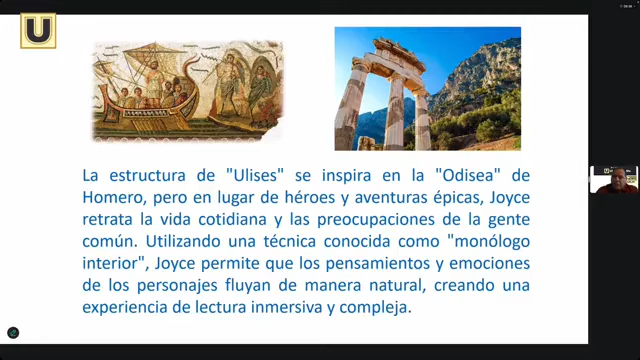 U
La estructura de "Ulises" se inspira en la "Odisea" de
Homero, pero en lugar de héroes y aventuras épicas, Joyce
retrata la vida cotidiana y las preocupaciones de la gente
común. Utilizando una técnica conocida como "monólogo
interior", Joyce permite que los pensamientos y emociones
de los personajes fluyan de manera natural, creando una
experiencia de lectura inmersiva y compleja.